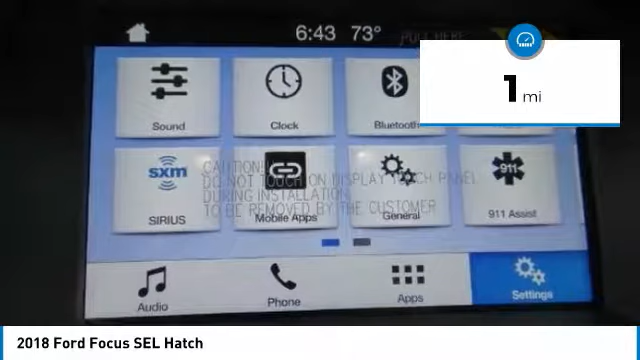 6:43 73° PULL HERE
1 mi
Sound
Clock
Bluetooth
sxm
SIRIUS
Mobile Apps
General
911
911 Assist
CAUTION!
DO NOT TOUCH ON DISPLAY TOUCH PANEL
DURING INSTALLATION
TO BE REMOVED BY THE CUSTOMER
Audio
Phone
Apps
Settings
2018 Ford Focus SEL Hatch